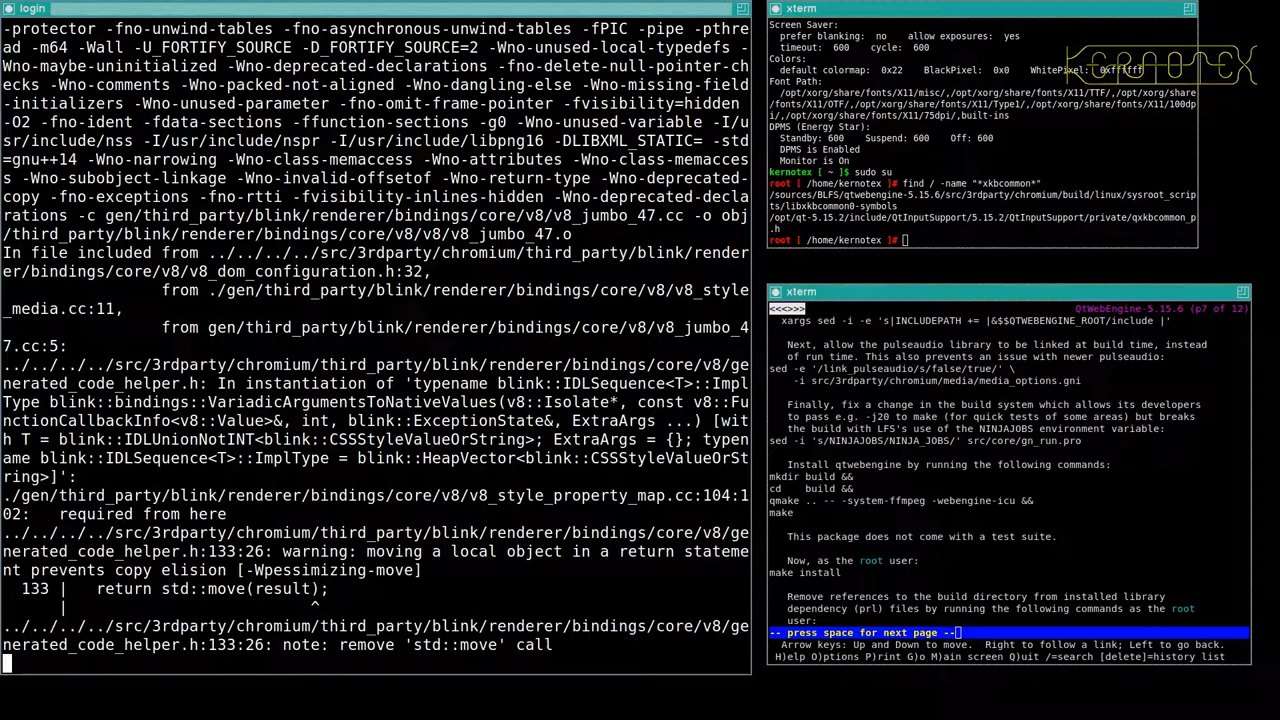 login
-protector -fno-unwind-tables -fno-asynchronous-unwind-tables -fPIC -pipe -pthre
ad -m64 -Wall -U_FORTIFY_SOURCE -D_FORTIFY_SOURCE=2 -Wno-unused-local-typedefs -
Wno-maybe-uninitialized -Wno-deprecated-declarations -fno-delete-null-pointer-ch
ecks -Wno-comments -Wno-packed-not-aligned -Wno-dangling-else -Wno-missing-field
-initializers -Wno-unused-parameter -fno-omit-frame-pointer -fvisibility=hidden
-O2 -fno-ident -fdata-sections -ffunction-sections -g0 -Wno-unused-variable -I/u
sr/include/nss -I/usr/include/nspr -I/usr/include/libpng16 -DLIBXML_STATIC= -std
=gnu++14 -Wno-narrowing -Wno-class-memaccess -Wno-attributes -Wno-class-memacces
s -Wno-subobject-linkage -Wno-invalid-offsetof -Wno-return-type -Wno-deprecated-
copy -fno-exceptions -fno-rtti -fvisibility-inlines-hidden -Wno-deprecated-decla
rations -c gen/third_party/blink/renderer/bindings/core/v8/v8_jumbo_47.cc -o obj
/third_party/blink/renderer/bindings/core/v8/v8_jumbo_47.o
In file included from ../../../../src/3rdparty/chromium/third_party/blink/render
er/bindings/core/v8/v8_dom_configuration.h:32,
from ./gen/third_party/blink/renderer/bindings/core/v8/v8_style
_media.cc:11,
from gen/third_party/blink/renderer/bindings/core/v8/v8_jumbo_4
7.cc:5:
../../../../src/3rdparty/chromium/third_party/blink/renderer/bindings/core/v8/ge
nerated_code_helper.h: In instantiation of 'typename blink::IDLSequence<T>::Impl
Type blink::bindings::VariadicArgumentsToNativeValues(v8::Isolate*, const v8::Fu
nctionCallbackInfo<v8::Value>&, int, blink::ExceptionState&, ExtraArgs ...) [wit
h T = blink::IDLUnionNotINT<blink::CSSStyleValueOrString>; ExtraArgs = {}; typen
ame blink::IDLSequence<T>::ImplType = blink::HeapVector<blink::CSSStyleValueOrSt
ring>]':
./gen/third_party/blink/renderer/bindings/core/v8/v8_style_property_map.cc:104:1
02:   required from here
../../../../src/3rdparty/chromium/third_party/blink/renderer/bindings/core/v8/ge
nerated_code_helper.h:133:26: warning: moving a local object in a return stateme
nt prevents copy elision [-Wpessimizing-move]
133 |   return std::move(result);
|                          ^
../../../../src/3rdparty/chromium/third_party/blink/renderer/bindings/core/v8/ge
nerated_code_helper.h:133:26: note: remove 'std::move' call
xterm
Screen Saver:
prefer blanking:  no    allow exposures:  yes
timeout:  600    cycle:  600
Colors:
default colormap: 0x22    BlackPixel: 0x0    WhitePixel: 0xffffff
Font Path:
/opt/xorg/share/fonts/X11/misc/,/opt/xorg/share/fonts/X11/TTF/,/opt/xorg/share/
fonts/X11/OTF/,/opt/xorg/share/fonts/X11/Type1/,/opt/xorg/share/fonts/X11/100dp
i/,/opt/xorg/share/fonts/X11/75dpi/,built-ins
DPMS (Energy Star):
Standby: 600    Suspend: 600    Off: 600
DPMS is Enabled
Monitor is On
kernotex [ ~ ]$ sudo su
root [ /home/kernotex ]# find / -name "*xkbcommon*"
/sources/BLFS/qtwebengine-5.15.6/src/3rdparty/chromium/build/linux/sysroot_scrip
ts/libxkbcommon0-symbols
/opt/qt-5.15.2/include/QtInputSupport/5.15.2/QtInputSupport/private/qxkbcommon_p
.h
root [ /home/kernotex ]#
KERNOTEX
xterm
<<<>>>                                             QtWebEngine-5.15.6 (p7 of 12)
xargs sed -i -e 's|INCLUDEPATH += |&$$QTWEBENGINE_ROOT/include |'
Next, allow the pulseaudio library to be linked at build time, instead
of run time. This also prevents an issue with newer pulseaudio:
sed -e '/link_pulseaudio/s/false/true/' \
-i src/3rdparty/chromium/media/media_options.gni
Finally, fix a change in the build system which allows its developers
to pass e.g. -j20 to make (for quick tests of some areas) but breaks
the build with LFS's use of the NINJAJOBS environment variable:
sed -i 's/NINJAJOBS/NINJA_JOBS/' src/core/gn_run.pro
Install qtwebengine by running the following commands:
mkdir build &&
cd    build &&
qmake .. -- -system-ffmpeg -webengine-icu &&
make
This package does not come with a test suite.
Now, as the root user:
make install
Remove references to the build directory from installed library
dependency (prl) files by running the following commands as the root
user:
-- press space for next page --
Arrow keys: Up and Down to move.  Right to follow a link; Left to go back.
H)elp O)ptions P)rint G)o M)ain screen Q)uit /=search [delete]=history list